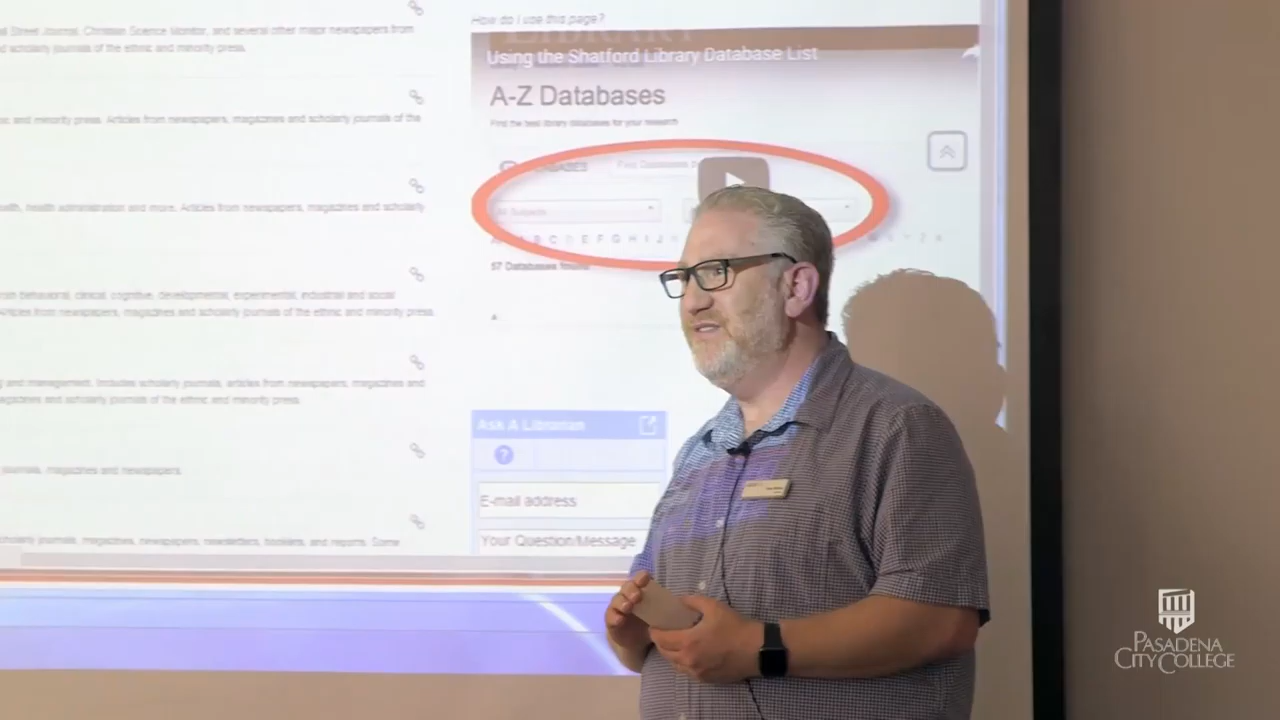 How do I use this page?
Street Journal, Christian Science Monitor, and several other major newspapers from
scholarly journals of the ethnic and minority press.
Using the Shatford Library Database List
A-Z Databases
Find the best library databases for your research
and minority press. Articles from newspapers, magazines and scholarly journals of the
health administration and more. Articles from newspapers, magazines and scholarly
B C D E F G H I J
57 Databases found
behavioral, clinical, cognitive, developmental, experimental, industrial and social
Articles from newspapers, magazines and scholarly journals of the ethnic and minority press.
and management. Includes scholarly journals, articles from newspapers, magazines and
and scholarly journals of the ethnic and minority press.
Ask A Librarian
?
journals, magazines and newspapers.
E-mail address
Your Question/Message
journals, magazines, newspapers, newsletters, booklets, and reports. Some
PASADENA
CITY COLLEGE